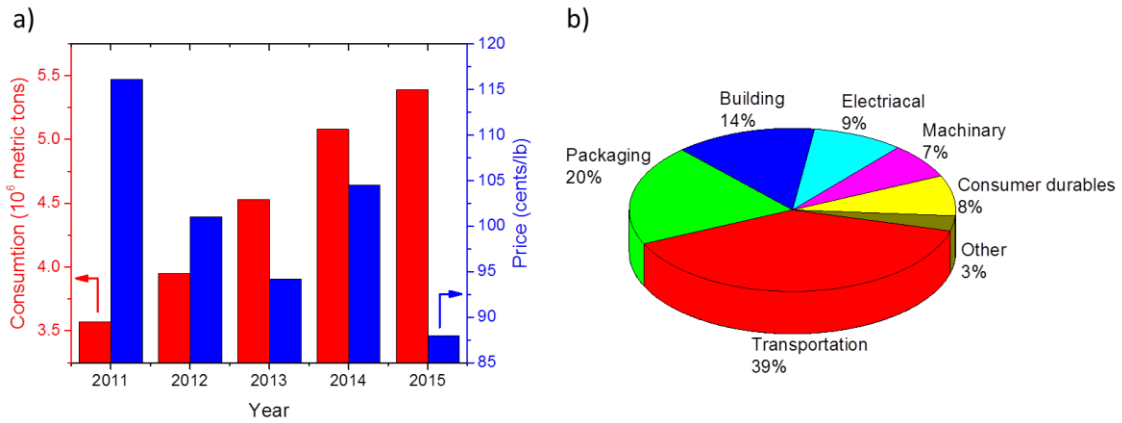 a)
Consumtion (10⁶ metric tons)
5.5
5.0
4.5
4.0
3.5
120
115
110
105
100
95
90
85
Price (cents/lb)
2011 2012 2013 2014 2015
Year
b)
Building
14%
Electriacal
9%
Machinary
7%
Packaging
20%
Consumer durables
8%
Other
3%
Transportation
39%